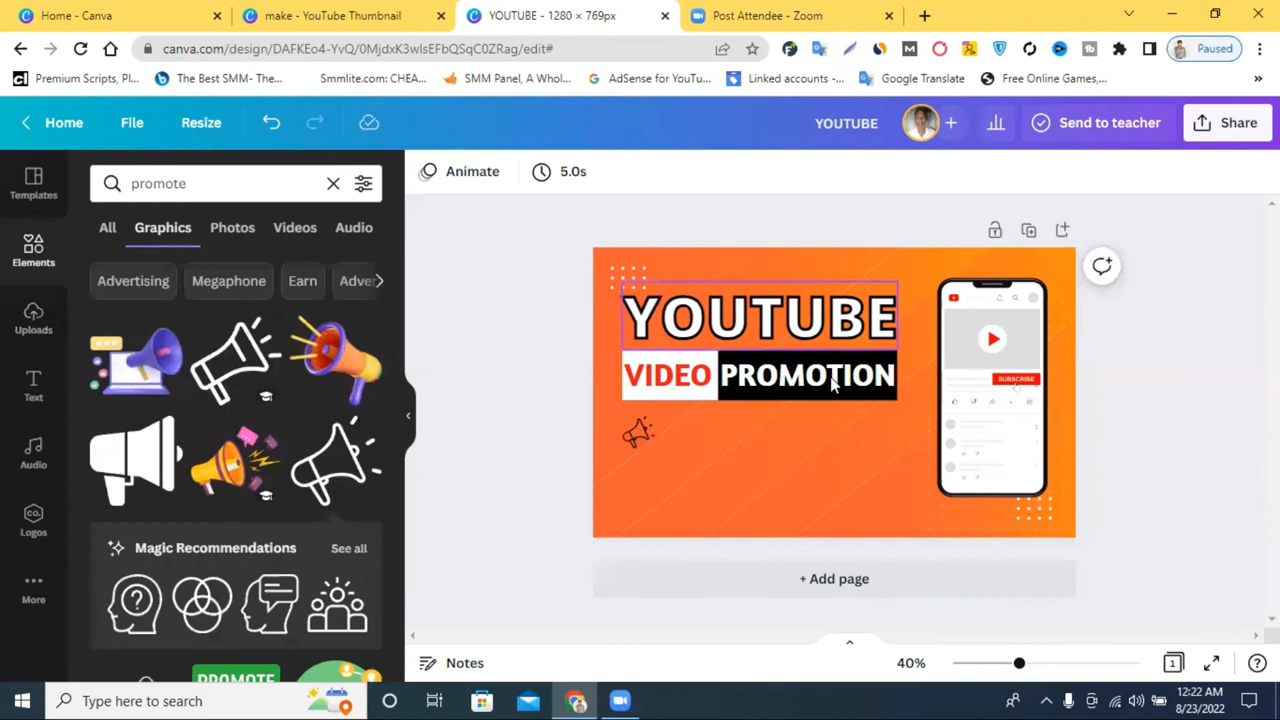 Home - Canva
make - YouTube Thumbnail
YOUTUBE - 1280 × 769px
Post Attendee - Zoom
canva.com/design/DAFKEo4-YvQ/0MjdxK3wIsEFbQSqC0ZRag/edit#
Paused
Premium Scripts, Pl...
The Best SMM- The...
Smmlite.com: CHEA...
SMM Panel, A Whol...
AdSense for YouTu...
Linked accounts -...
Google Translate
Free Online Games,...
Home
File
Resize
YOUTUBE
Send to teacher
Share
Templates
Elements
Uploads
Text
Audio
Logos
More
promote
All
Graphics
Photos
Videos
Audio
Advertising
Megaphone
Earn
Adver
Magic Recommendations
See all
PROMOTE
Animate
5.0s
YOUTUBE
VIDEO PROMOTION
SUBSCRIBE
+ Add page
Notes
40%
1
Type here to search
12:22 AM
8/23/2022